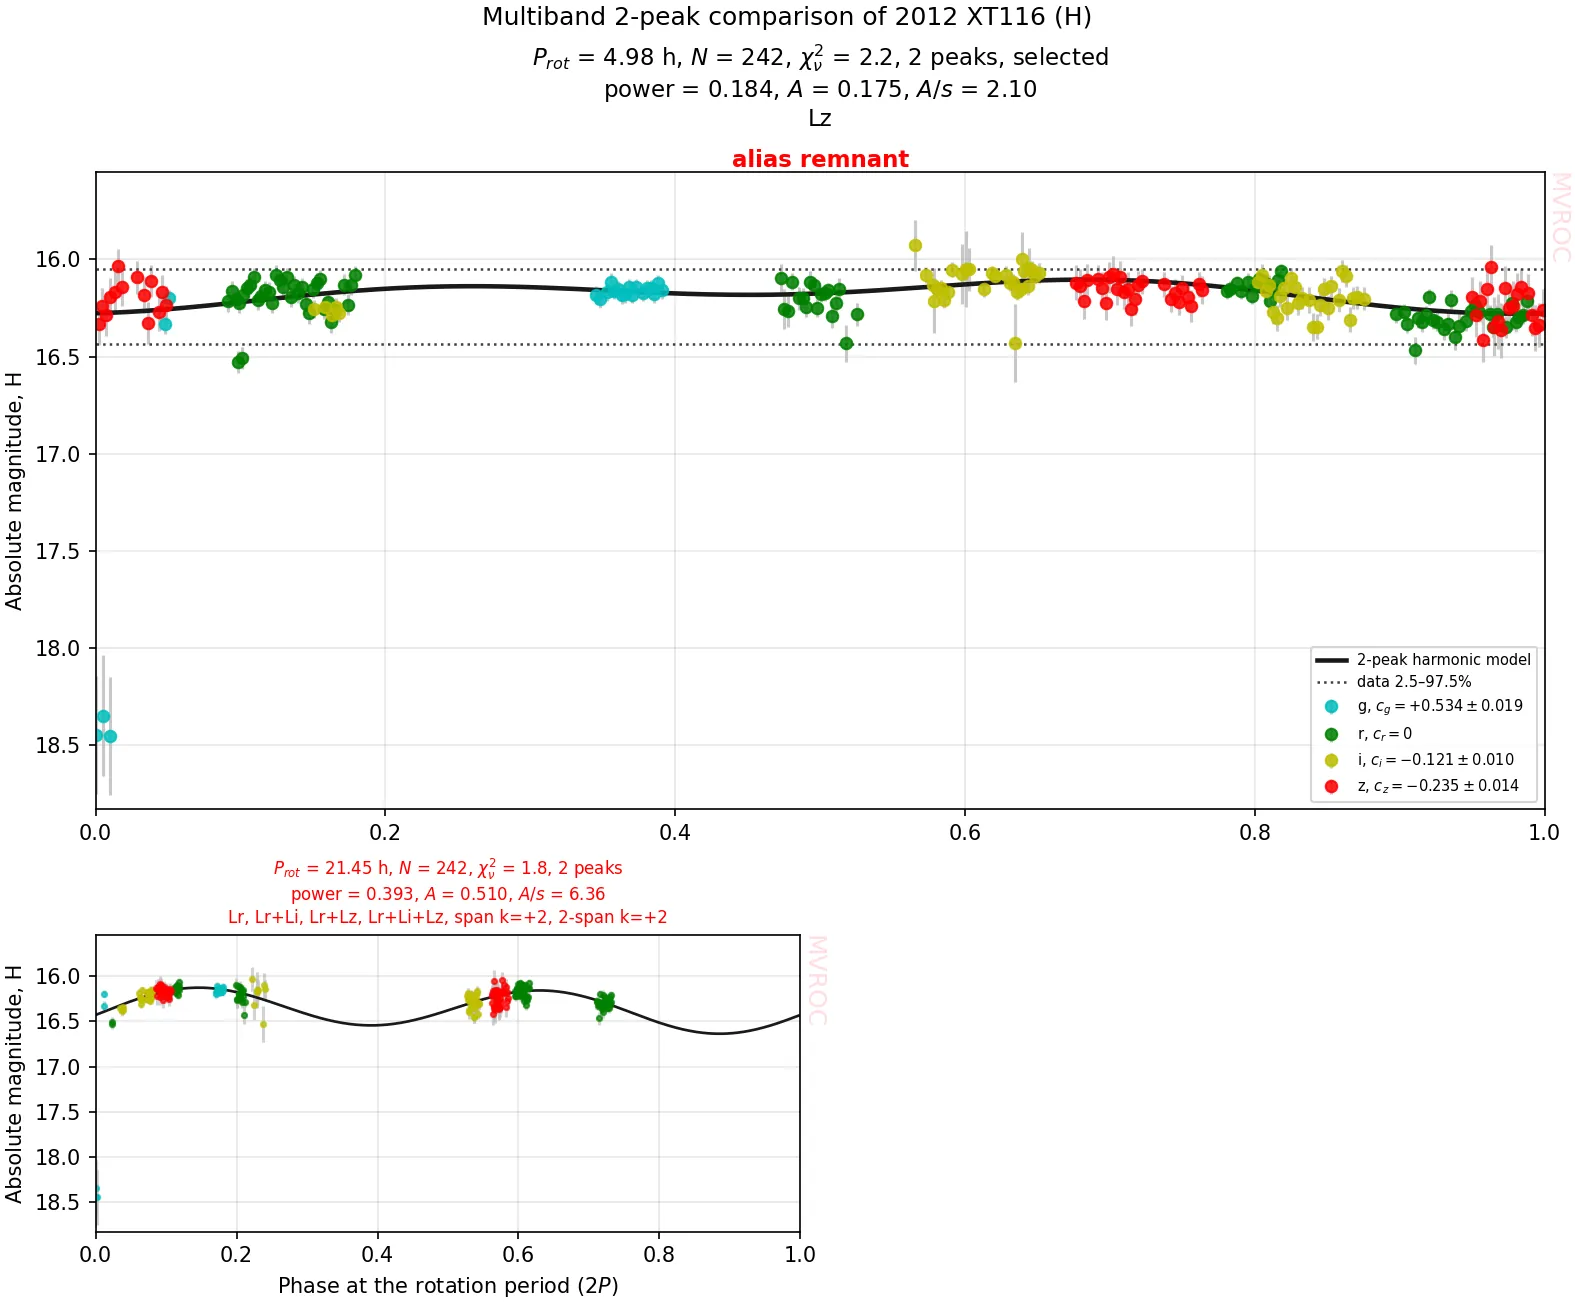 Multiband 2-peak comparison of 2012 XT116 (H)
P_rot = 4.98 h, N = 242, χ²_ν = 2.2, 2 peaks, selected
power = 0.184, A = 0.175, A/s = 2.10
Lz
alias remnant
MVROC
Absolute magnitude, H
16.0
16.5
17.0
17.5
18.0
18.5
2-peak harmonic model
data 2.5–97.5%
g, c_g = +0.534 ± 0.019
r, c_r = 0
i, c_i = −0.121 ± 0.010
z, c_z = −0.235 ± 0.014
0.0 0.2 0.4 0.6 0.8 1.0
P_rot = 21.45 h, N = 242, χ²_ν = 1.8, 2 peaks
power = 0.393, A = 0.510, A/s = 6.36
Lr, Lr+Li, Lr+Lz, Lr+Li+Lz, span k=+2, 2-span k=+2
MVROC
Absolute magnitude, H
16.0
16.5
17.0
17.5
18.0
18.5
0.0 0.2 0.4 0.6 0.8 1.0
Phase at the rotation period (2P)